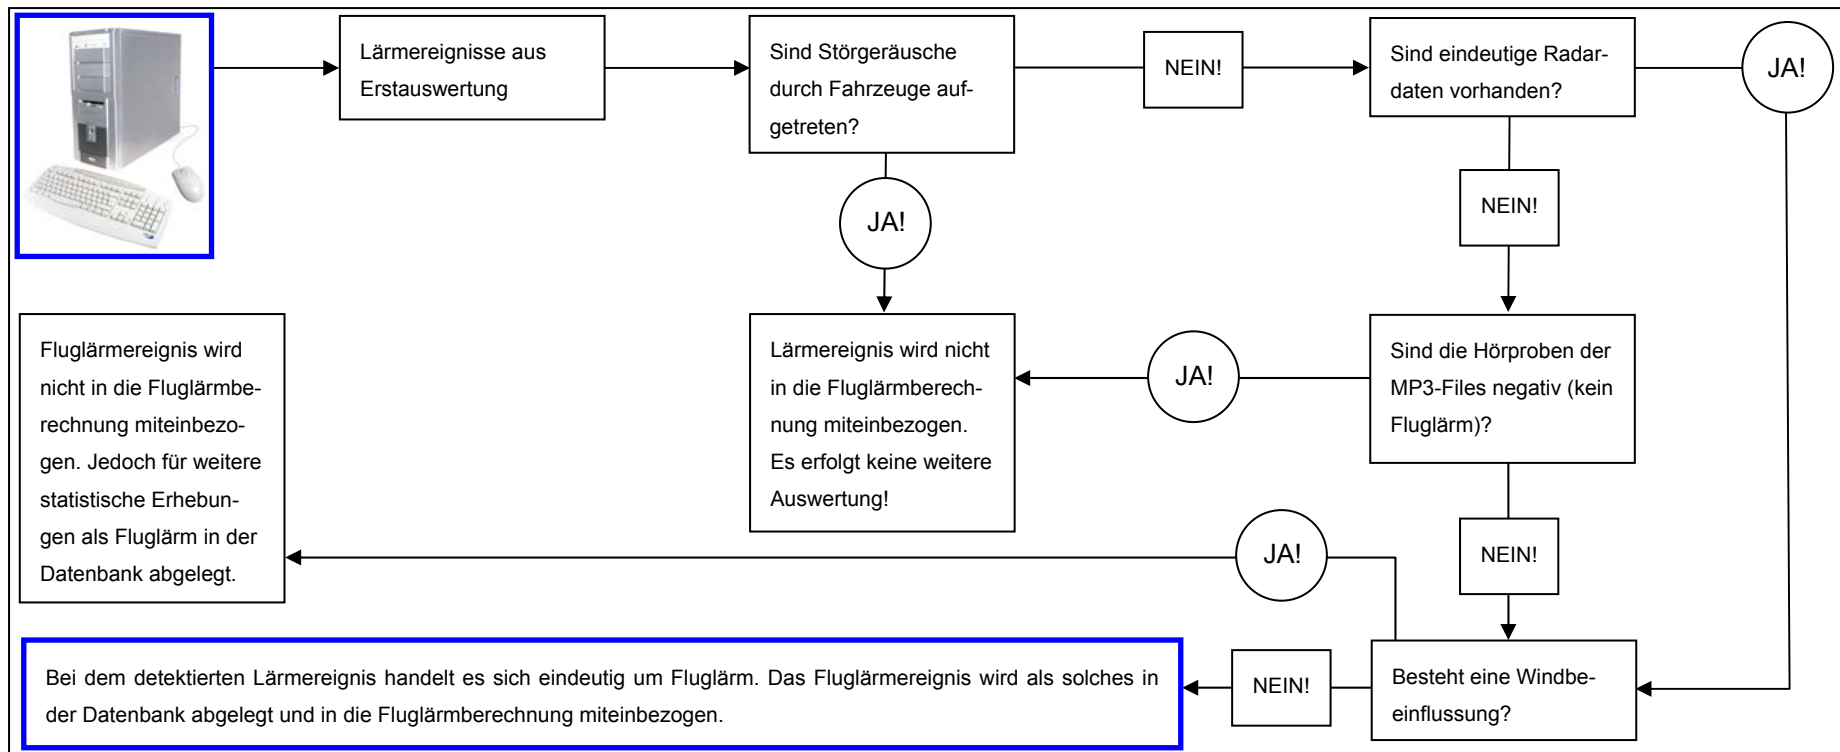 Lärmereignisse aus
Erstauswertung
Sind Störgeräusche
durch Fahrzeuge auf-
getreten?
NEIN!
Sind eindeutige Radar-
daten vorhanden?
JA!
JA!
NEIN!
Fluglärmereignis wird
nicht in die Fluglärmbe-
rechnung miteinbezo-
gen. Jedoch für weitere
statistische Erhebun-
gen als Fluglärm in der
Datenbank abgelegt.
Lärmereignis wird nicht
in die Fluglärmberech-
nung miteinbezogen.
Es erfolgt keine weitere
Auswertung!
JA!
Sind die Hörproben der
MP3-Files negativ (kein
Fluglärm)?
JA!
NEIN!
Bei dem detektierten Lärmereignis handelt es sich eindeutig um Fluglärm. Das Fluglärmereignis wird als solches in
der Datenbank abgelegt und in die Fluglärmberechnung miteinbezogen.
NEIN!
Besteht eine Windbe-
einflussung?